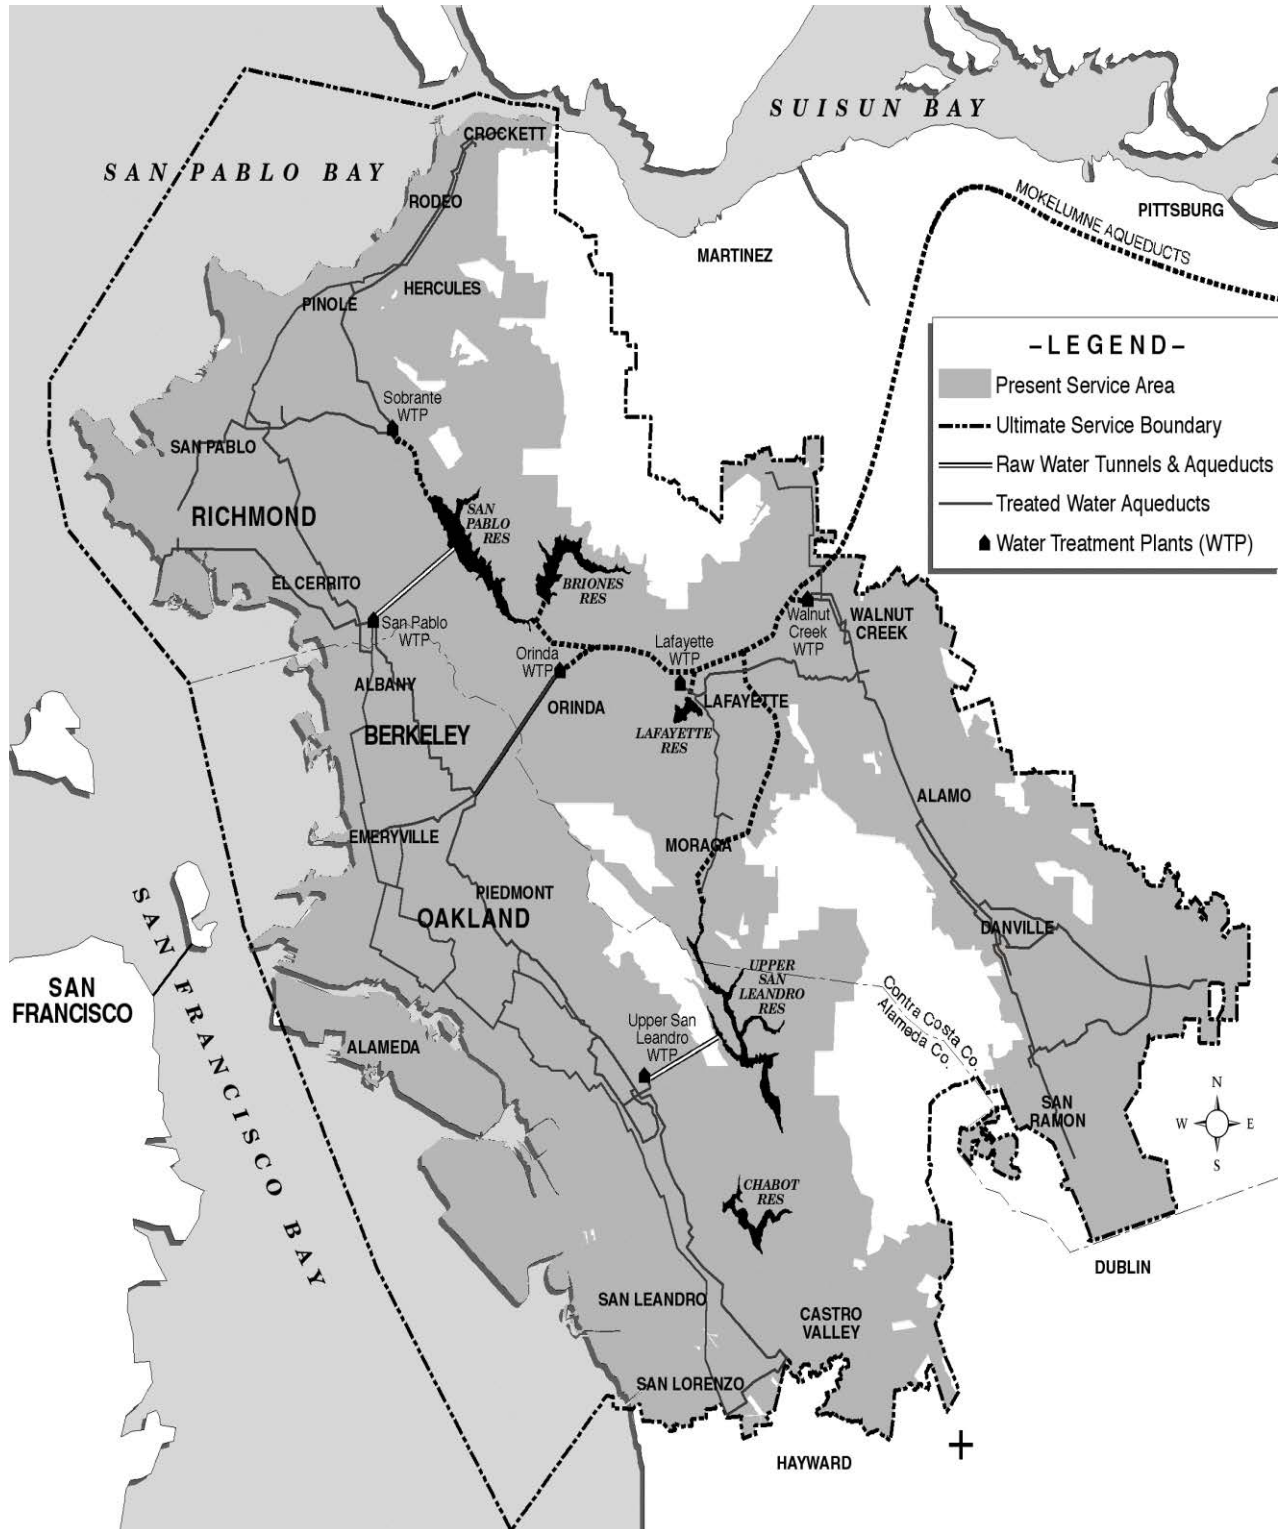 SUISUN BAY
CROCKETT
SAN PABLO BAY
MOKELUMNE AQUEDUCTS
PITTSBURG
RODEO
MARTINEZ
HERCULES
PINOLE
–LEGEND–
Present Service Area
Ultimate Service Boundary
Raw Water Tunnels & Aqueducts
Treated Water Aqueducts
Water Treatment Plants (WTP)
Sobrante
WTP
SAN PABLO
RICHMOND
SAN
PABLO
RES
EL CERRITO
BRIONES
RES
San Pablo
WTP
Walnut
Creek
WTP
WALNUT
CREEK
Orinda
WTP
Lafayette
WTP
ALBANY
ORINDA
LAFAYETTE
BERKELEY
LAFAYETTE
RES
ALAMO
EMERYVILLE
MORAGA
PIEDMONT
OAKLAND
DANVILLE
SAN FRANCISCO BAY
SAN
FRANCISCO
UPPER
SAN
LEANDRO
RES
Contra Costa Co.
Alameda Co.
Upper San
Leandro
WTP
ALAMEDA
SAN
RAMON
N
W E
S
CHABOT
RES
DUBLIN
SAN LEANDRO
CASTRO
VALLEY
SAN LORENZO
HAYWARD